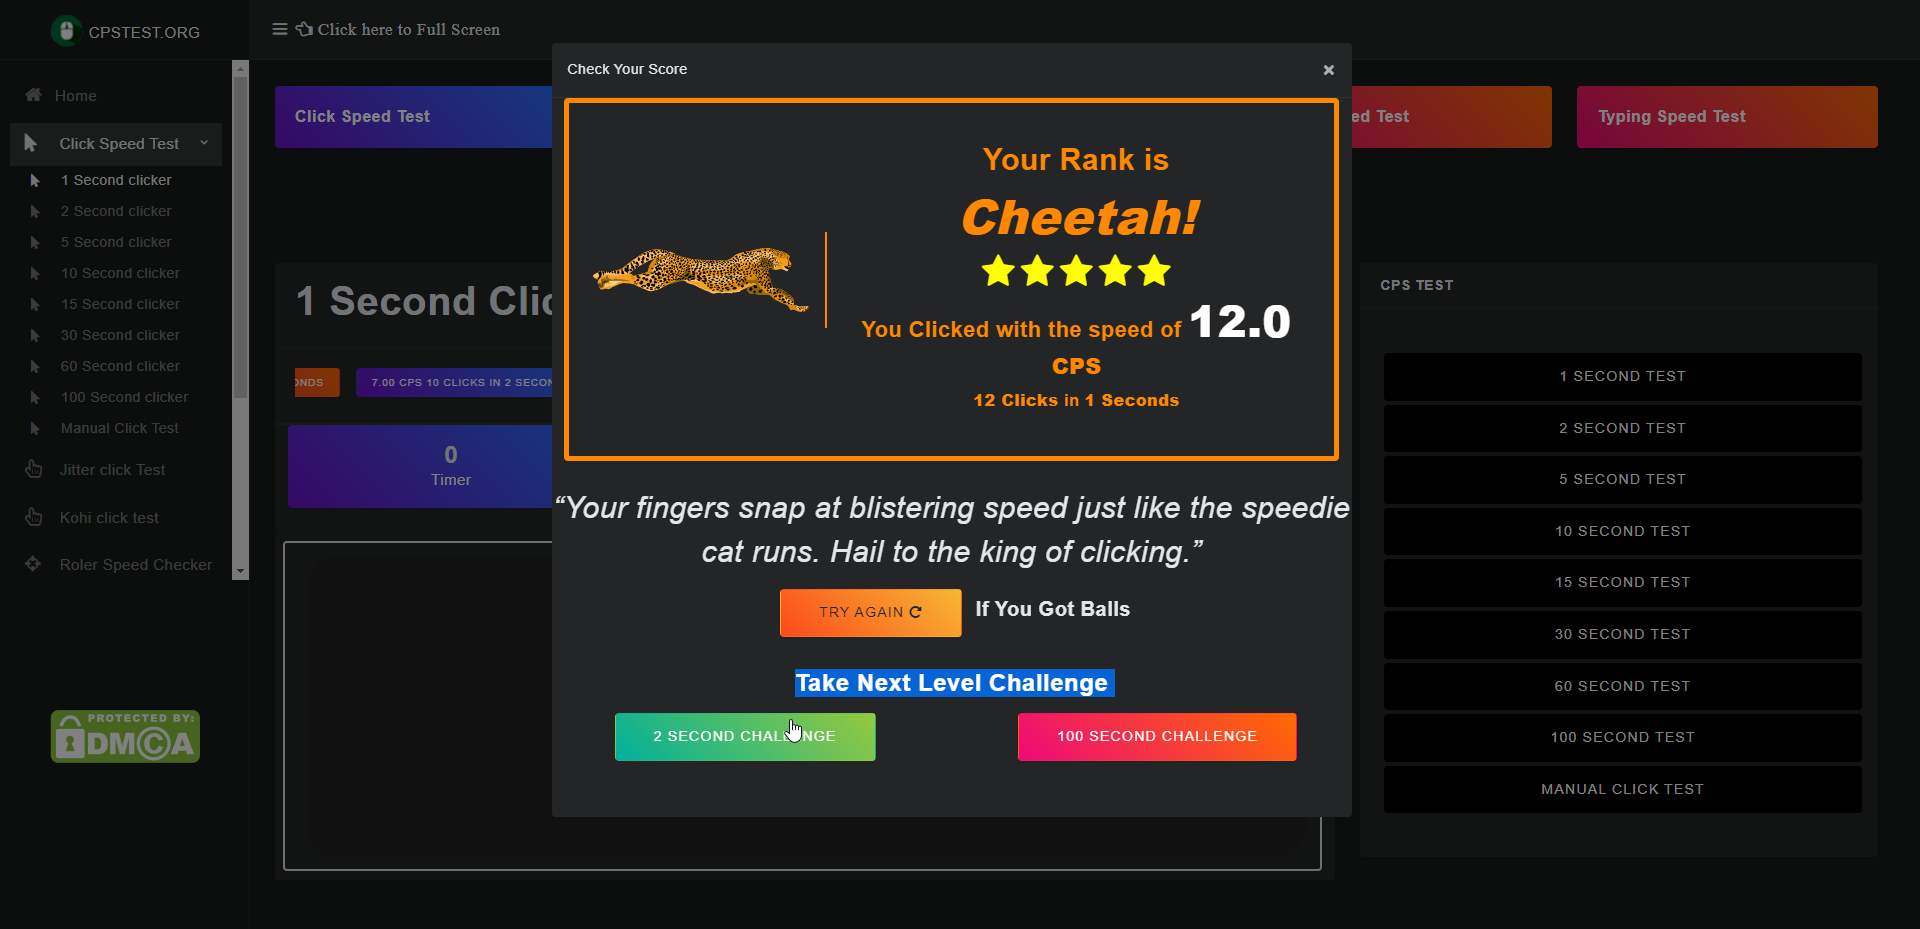 CPSTEST.ORG
Click here to Full Screen
Home
Click Speed Test
1 Second clicker
2 Second clicker
5 Second clicker
10 Second clicker
15 Second clicker
30 Second clicker
60 Second clicker
100 Second clicker
Manual Click Test
Jitter click Test
Kohi click test
Roler Speed Checker
PROTECTED BY:
DMCA
Click Speed Test
ed Test
Typing Speed Test
1 Second Clic
ONDS
7.00 CPS 10 CLICKS IN 2 SECON
0
Timer
Check Your Score
×
Your Rank is
Cheetah!
You Clicked with the speed of 12.0
CPS
12 Clicks in 1 Seconds
“Your fingers snap at blistering speed just like the speedie
cat runs. Hail to the king of clicking.”
TRY AGAIN If You Got Balls
Take Next Level Challenge
2 SECOND CHALLENGE
100 SECOND CHALLENGE
CPS TEST
1 SECOND TEST
2 SECOND TEST
5 SECOND TEST
10 SECOND TEST
15 SECOND TEST
30 SECOND TEST
60 SECOND TEST
100 SECOND TEST
MANUAL CLICK TEST